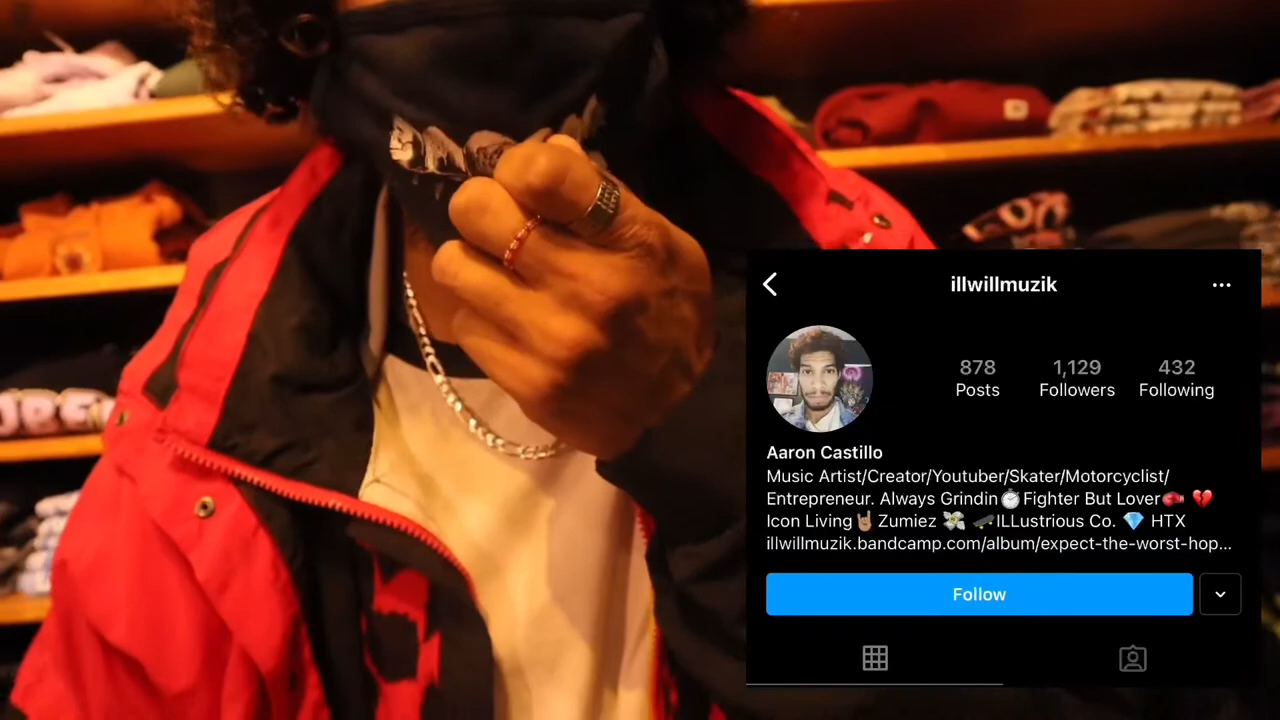 illwillmuzik
878
1,129
432
Posts
Followers
Following
Aaron Castillo
Music Artist/Creator/Youtuber/Skater/Motorcyclist/
Entrepreneur. Always Grindin⏱️Fighter But Lover🥊 💔
Icon Living🤘🏽 Zumiez 💸 🛹ILLustrious Co. 💎 HTX
illwillmuzik.bandcamp.com/album/expect-the-worst-hop...
Follow